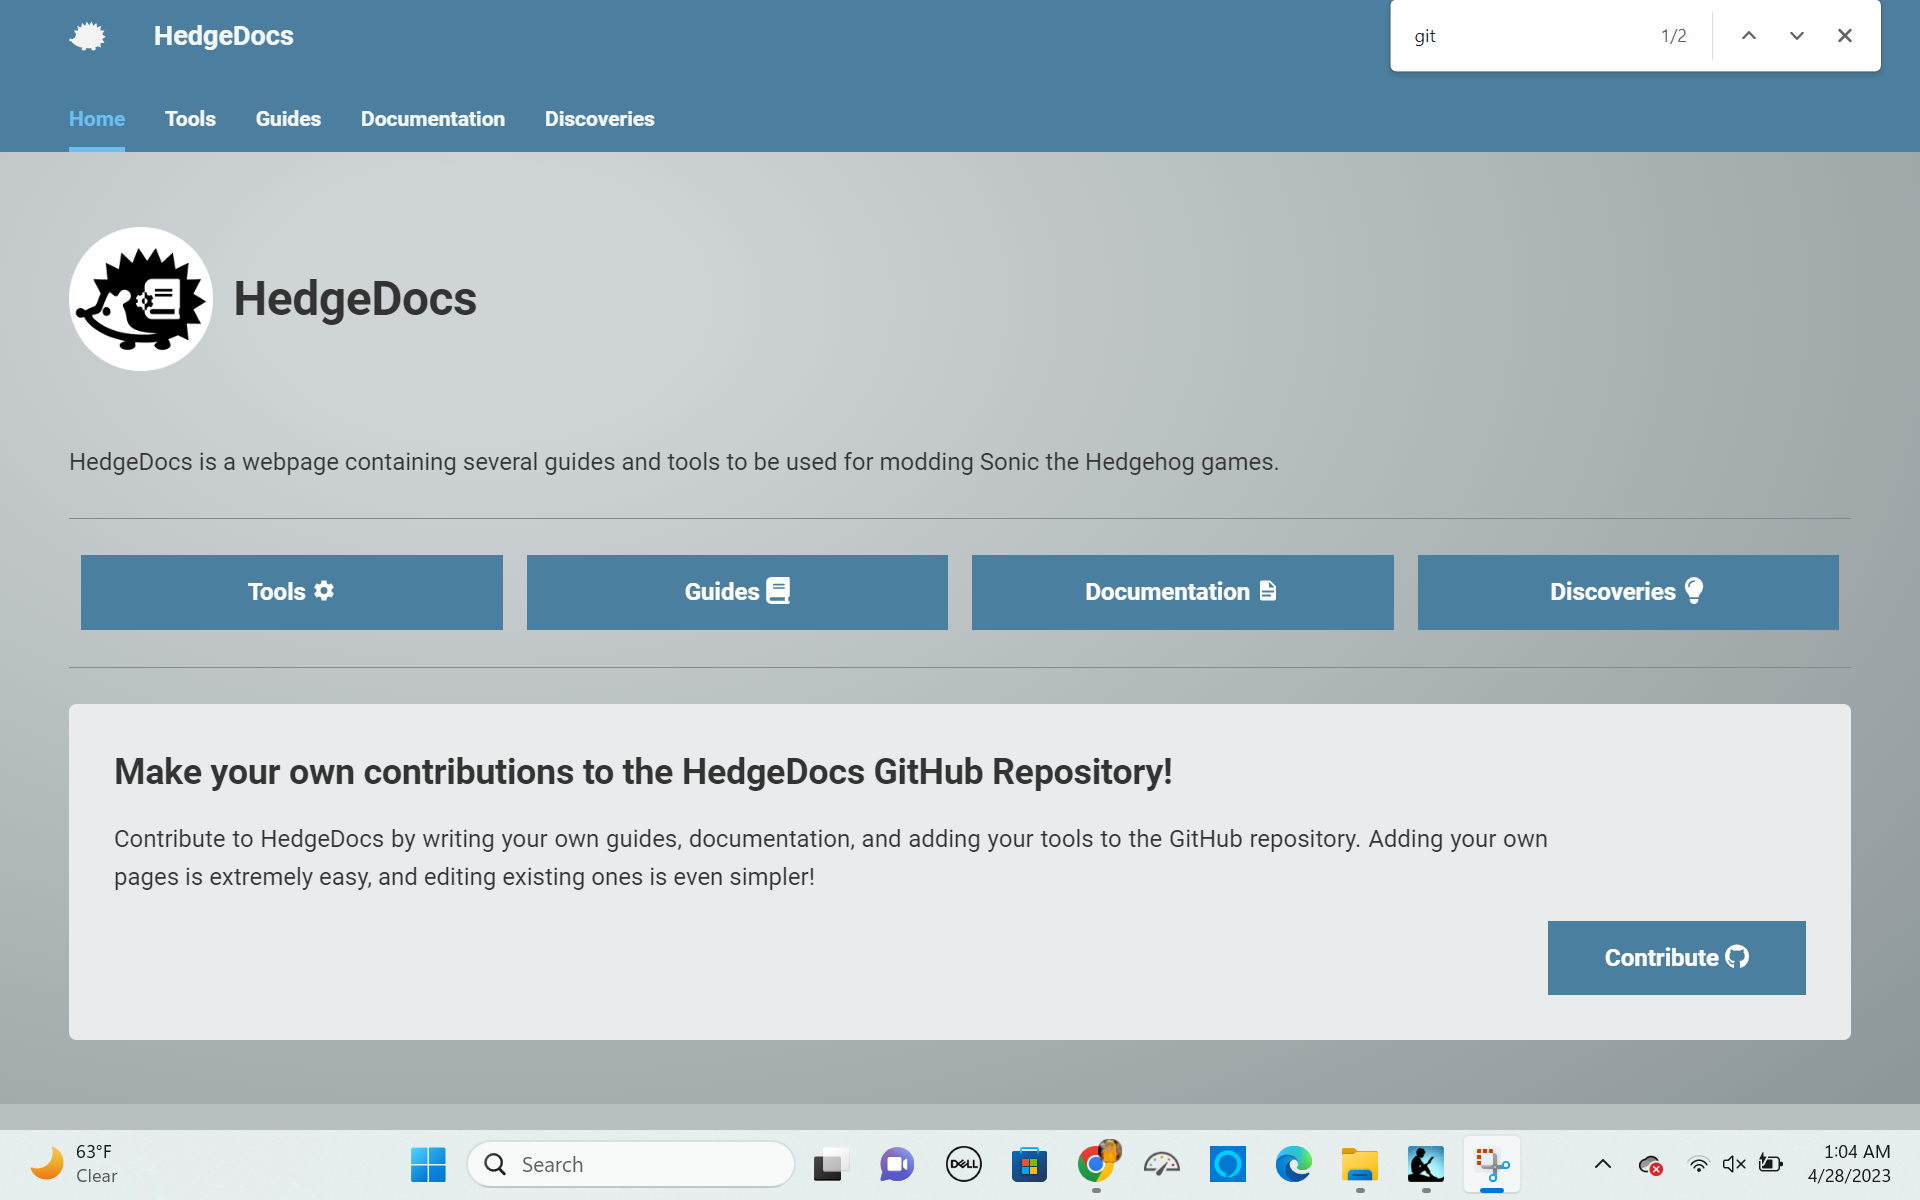 HedgeDocs
git
1/2
Home
Tools
Guides
Documentation
Discoveries
HedgeDocs
HedgeDocs is a webpage containing several guides and tools to be used for modding Sonic the Hedgehog games.
Tools
Guides
Documentation
Discoveries
Make your own contributions to the HedgeDocs GitHub Repository!
Contribute to HedgeDocs by writing your own guides, documentation, and adding your tools to the GitHub repository. Adding your own
pages is extremely easy, and editing existing ones is even simpler!
Contribute
63°F
Clear
Search
DELL
1:04 AM
4/28/2023